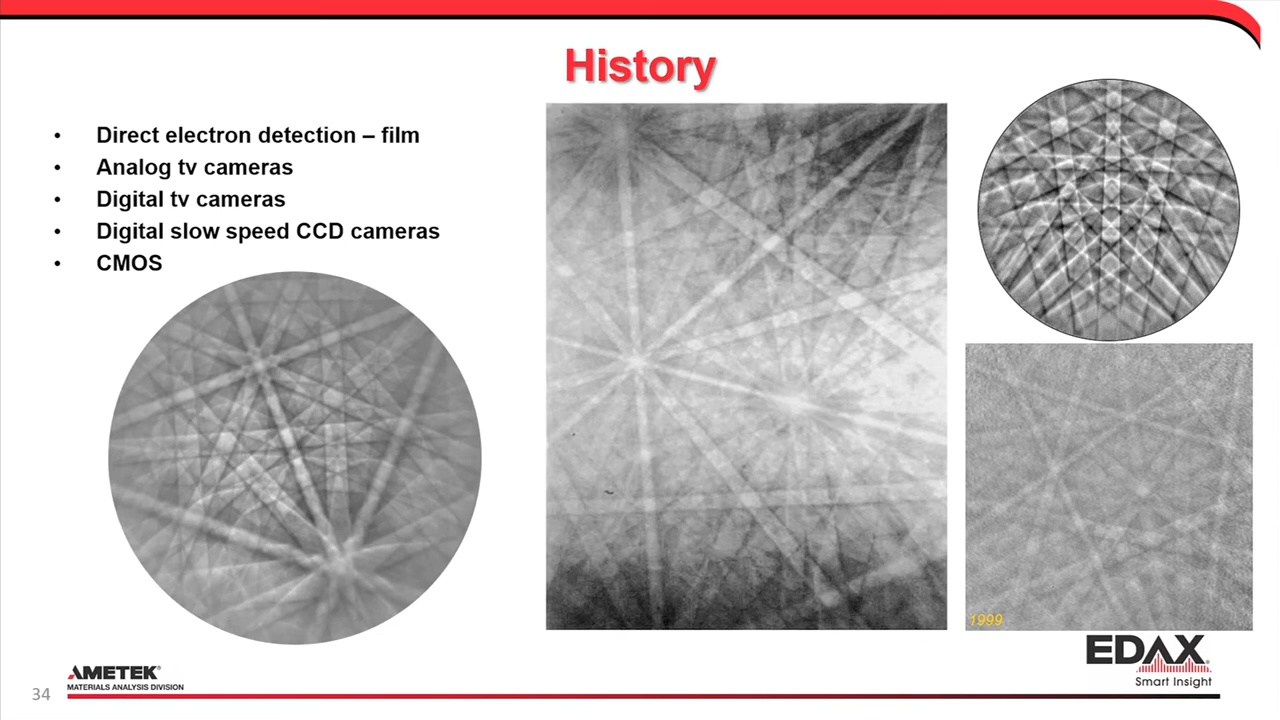 History
• Direct electron detection – film
• Analog tv cameras
• Digital tv cameras
• Digital slow speed CCD cameras
• CMOS
1999
AMETEK®
MATERIALS ANALYSIS DIVISION
EDAX®
Smart Insight
34